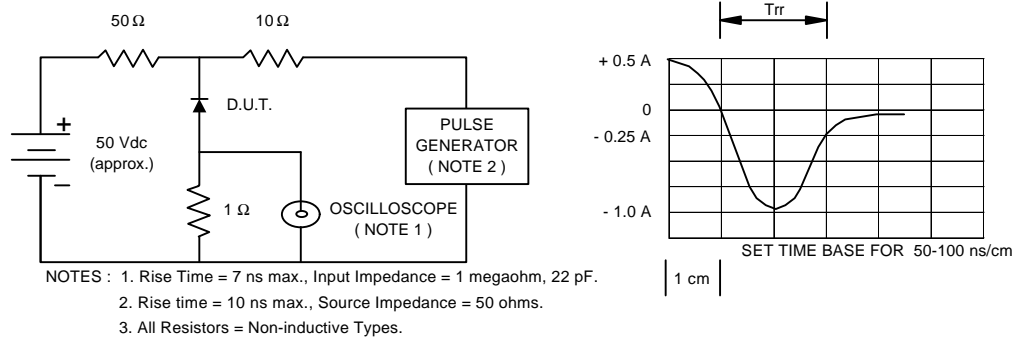 50 Ω
10 Ω
D.U.T.
+
50 Vdc
(approx.)
−
1 Ω
OSCILLOSCOPE
( NOTE 1 )
PULSE
GENERATOR
( NOTE 2 )
Trr
+ 0.5 A
0
- 0.25 A
- 1.0 A
SET TIME BASE FOR 50-100 ns/cm
1 cm
NOTES : 1. Rise Time = 7 ns max., Input Impedance = 1 megaohm, 22 pF.
2. Rise time = 10 ns max., Source Impedance = 50 ohms.
3. All Resistors = Non-inductive Types.